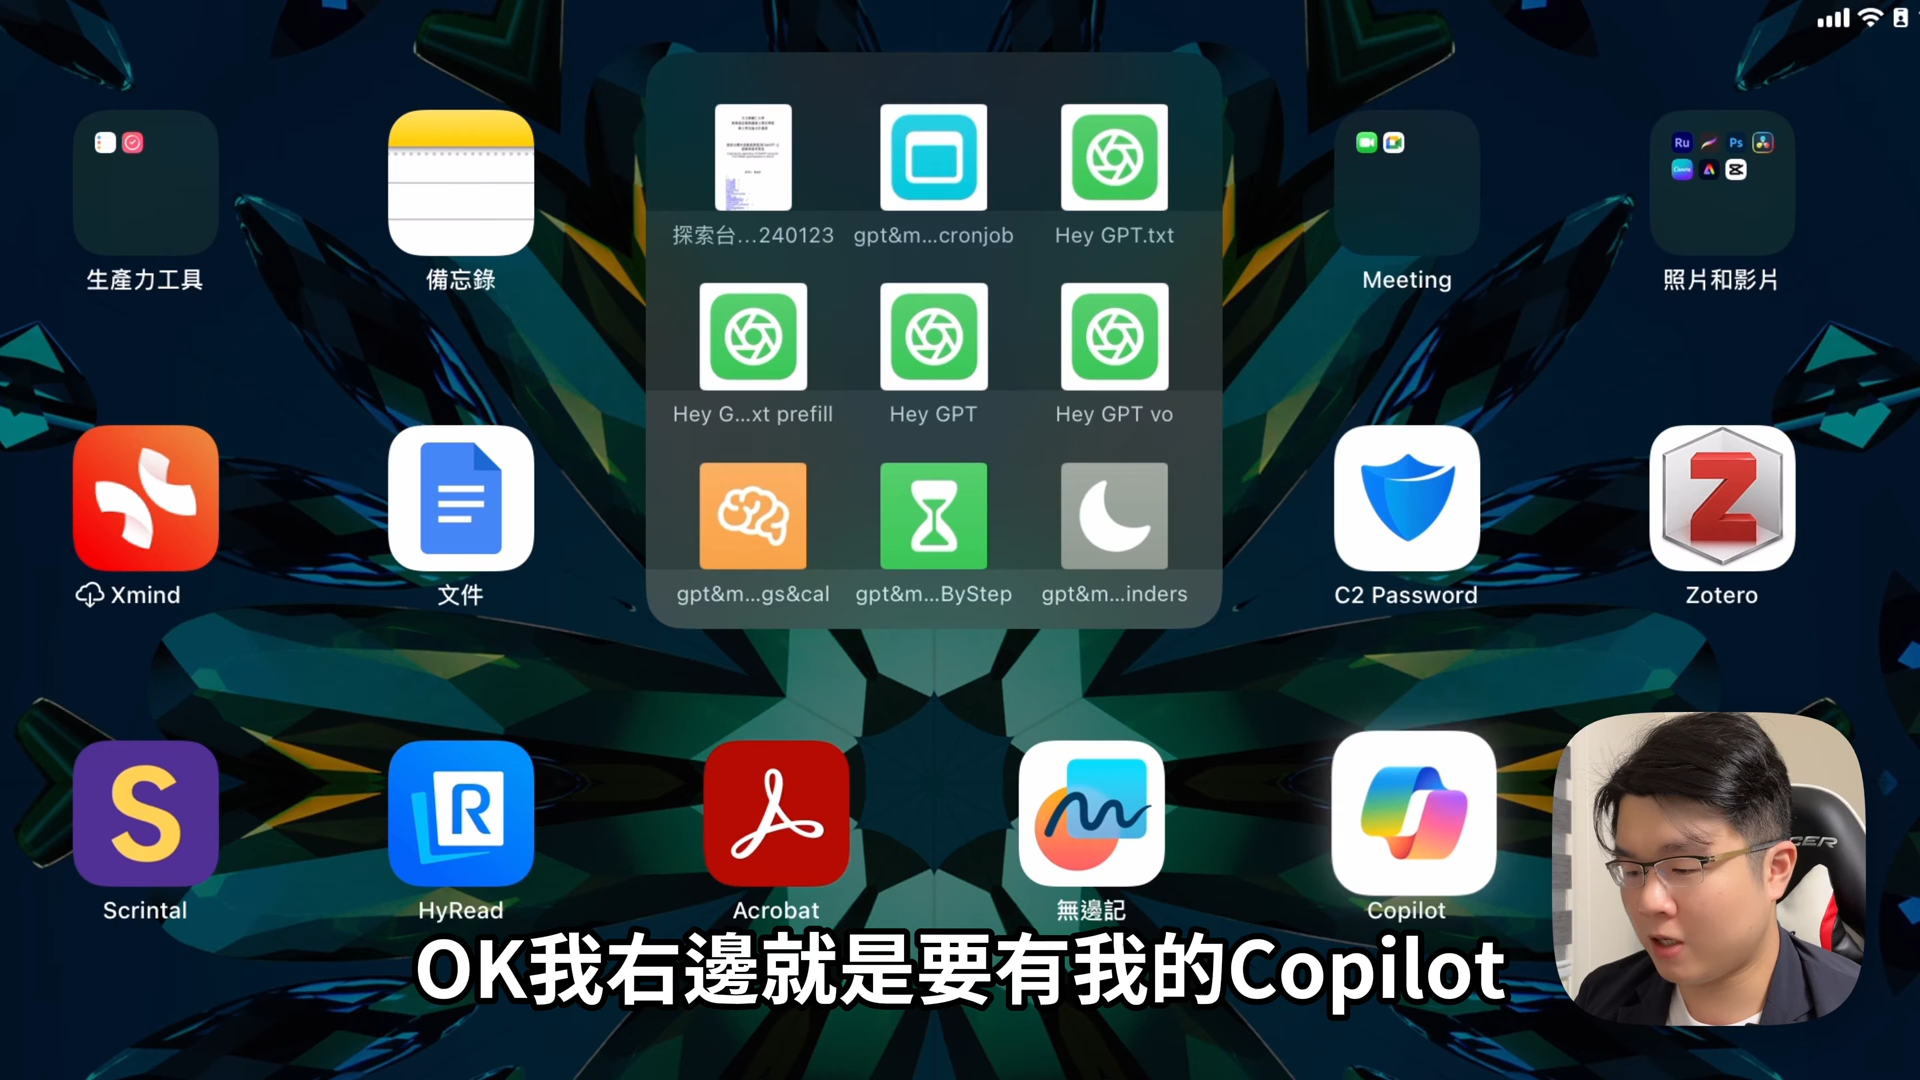 探索台...240123
gpt&m...cronjob
Hey GPT.txt
Ru
Ps
Canva
生產力工具
備忘錄
Meeting
照片和影片
Hey G...xt prefill
Hey GPT
Hey GPT vo
Z
Xmind
文件
gpt&m...gs&cal
gpt&m...ByStep
gpt&m...inders
C2 Password
Zotero
S
R
Scrintal
HyRead
Acrobat
無邊記
Copilot
OK我右邊就是要有我的Copilot